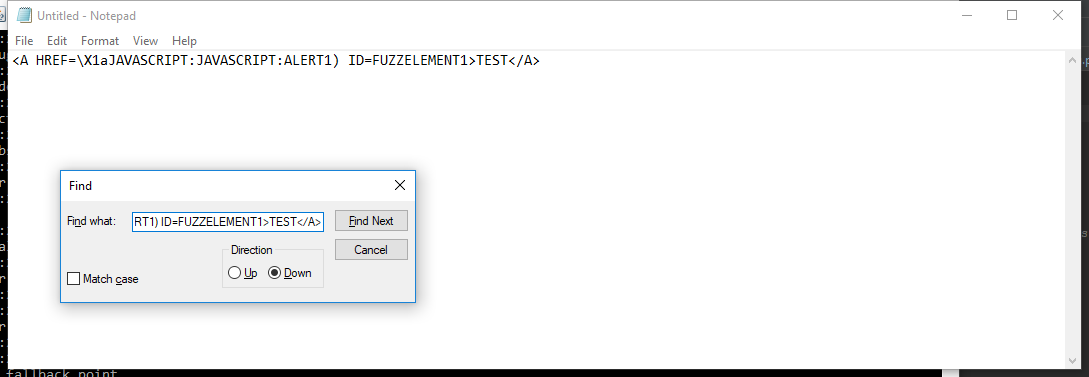 Untitled - Notepad
File Edit Format View Help
<A HREF=\X1aJAVASCRIPT:JAVASCRIPT:ALERT1) ID=FUZZELEMENT1>TEST</A>
Find
Find what: RT1) ID=FUZZELEMENT1>TEST</A> Find Next
Direction Cancel
Up Down
Match case
fallback point